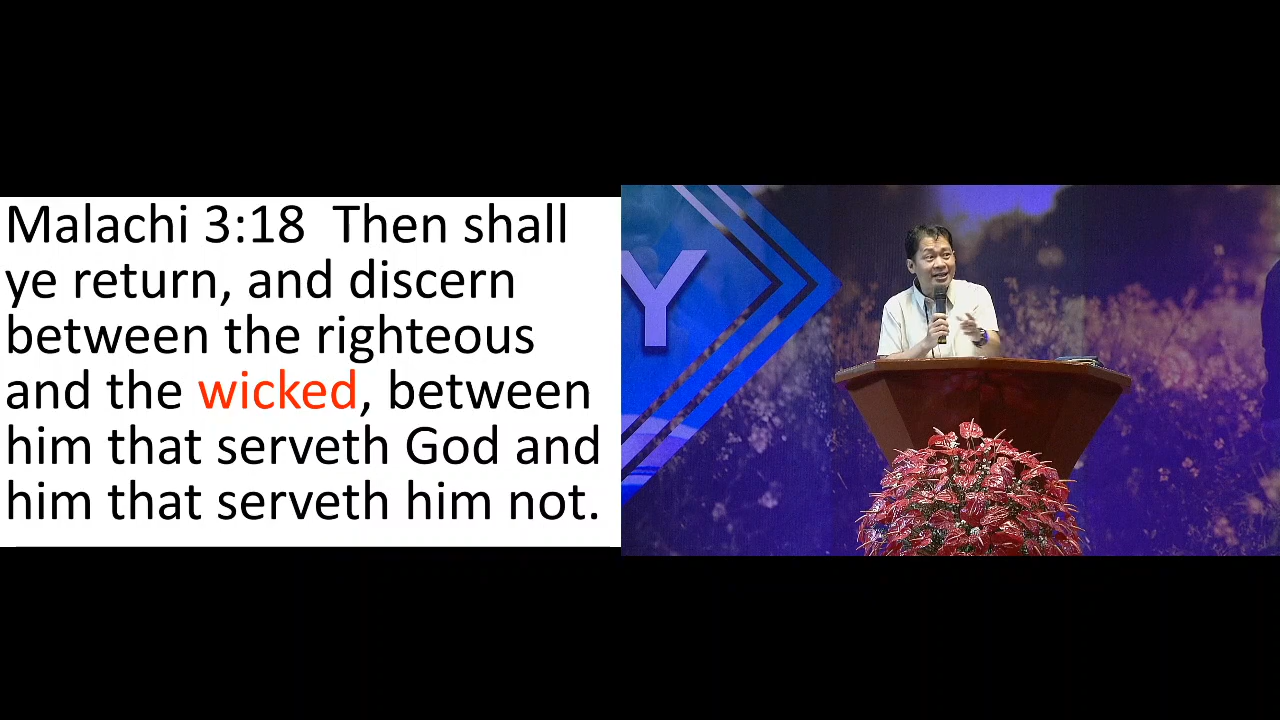 Malachi 3:18  Then shall
ye return, and discern
between the righteous
and the wicked, between
him that serveth God and
him that serveth him not.
Y